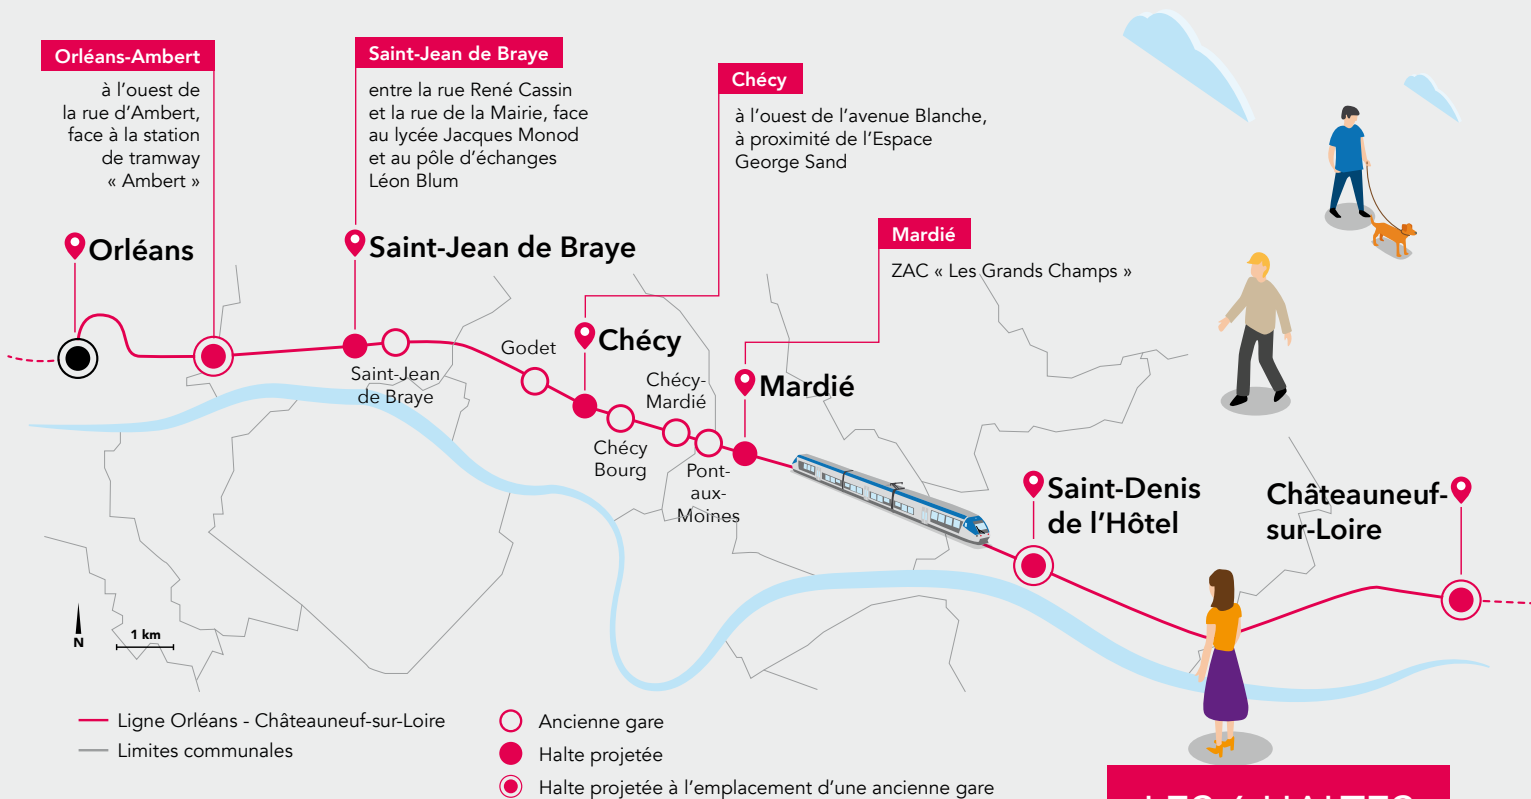 Orléans-Ambert
à l'ouest de
la rue d'Ambert,
face à la station
de tramway
« Ambert »
Saint-Jean de Braye
entre la rue René Cassin
et la rue de la Mairie, face
au lycée Jacques Monod
et au pôle d'échanges
Léon Blum
Chécy
à l'ouest de l'avenue Blanche,
à proximité de l'Espace
George Sand
Mardié
ZAC « Les Grands Champs »
Orléans
Saint-Jean de Braye
Saint-Jean
de Braye
Godet
Chécy
Chécy
Bourg
Chécy-
Mardié
Pont-
aux-
Moines
Mardié
Saint-Denis
de l'Hôtel
Châteauneuf-
sur-Loire
N
1 km
Ligne Orléans - Châteauneuf-sur-Loire
Limites communales
Ancienne gare
Halte projetée
Halte projetée à l'emplacement d'une ancienne gare